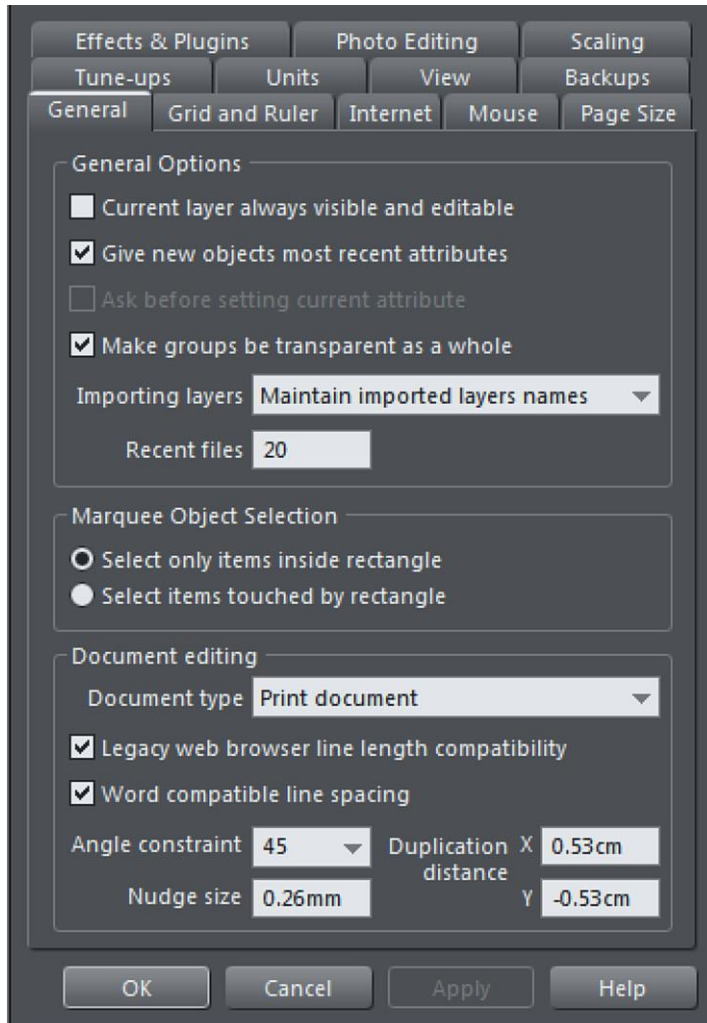 Effects & Plugins Photo Editing Scaling
Tune-ups Units View Backups
General Grid and Ruler Internet Mouse Page Size
General Options
Current layer always visible and editable
Give new objects most recent attributes
Ask before setting current attribute
Make groups be transparent as a whole
Importing layers Maintain imported layers names
Recent files 20
Marquee Object Selection
Select only items inside rectangle
Select items touched by rectangle
Document editing
Document type Print document
Legacy web browser line length compatibility
Word compatible line spacing
Angle constraint 45 Duplication X 0.53cm
distance
Nudge size 0.26mm Y -0.53cm
OK Cancel Apply Help